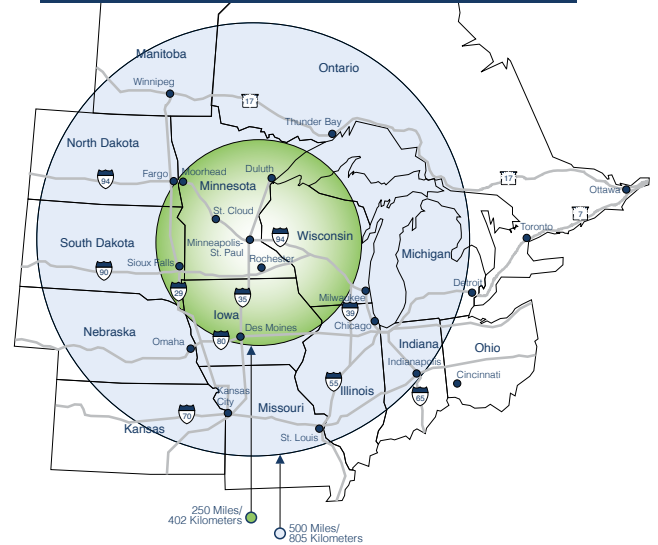 Manitoba
Ontario
Winnipeg
17
Thunder Bay
North Dakota
94
Fargo
Moorhead
Duluth
Minnesota
17
Ottawa
St. Cloud
7
Toronto
South Dakota
90
Minneapolis-
St. Paul
94
Wisconsin
Michigan
Sioux Falls
Rochester
29
35
Milwaukee
Detroit
39
Iowa
Chicago
Nebraska
Omaha
80
Des Moines
Indiana
Ohio
Indianapolis
Cincinnati
55
Illinois
65
Kansas
City
70
Missouri
Kansas
St. Louis
250 Miles/
402 Kilometers
500 Miles/
805 Kilometers